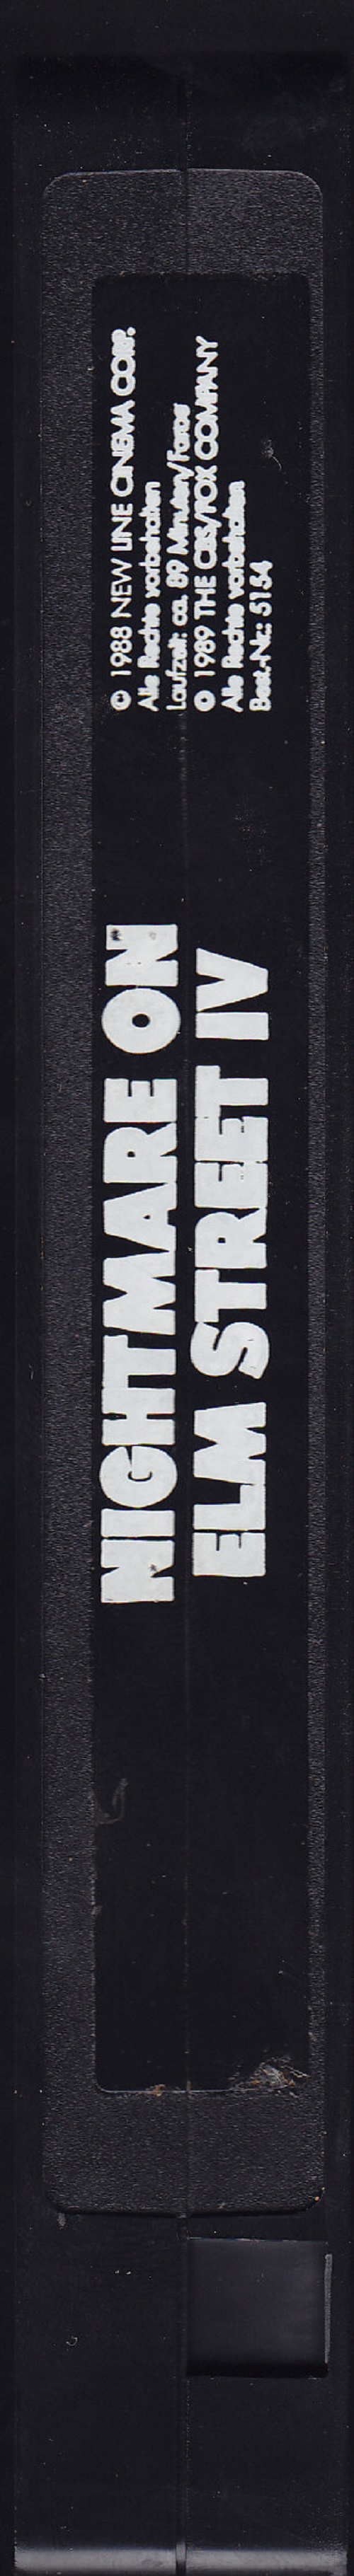 NIGHTMARE ON
ELM STREET IV
© 1988 NEW LINE CINEMA CORP.
Alle Rechte vorbehalten
Laufzeit: ca. 89 Minuten/Farbe
© 1989 THE CBS/FOX COMPANY
Alle Rechte vorbehalten
Best.-Nr.: 5154